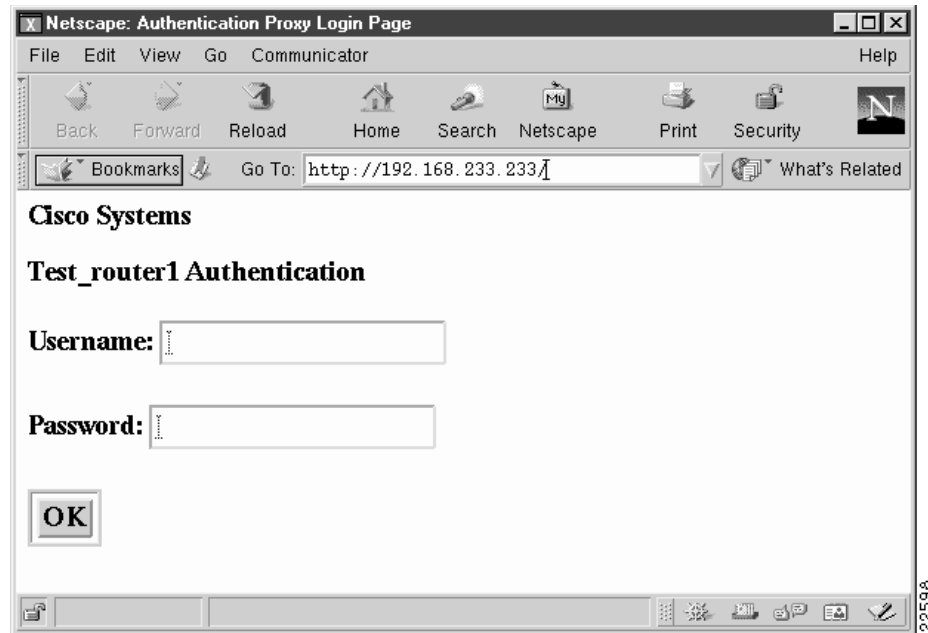 Netscape: Authentication Proxy Login Page
File Edit View Go Communicator Help
Back Forward Reload Home Search My Netscape Print Security N
Bookmarks Go To: http://192.168.233.233/ What's Related
Cisco Systems
Test_router1 Authentication
Username:
Password:
OK
22598